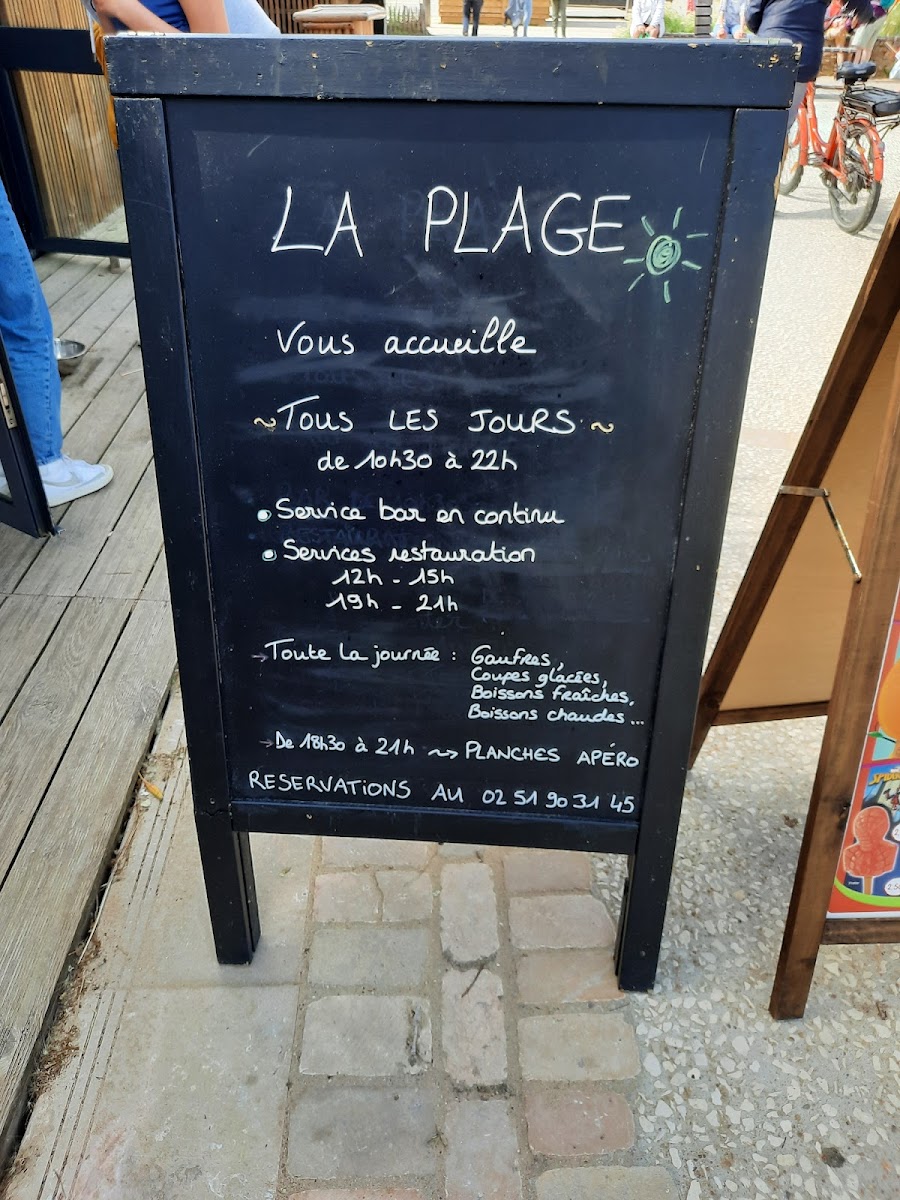 LA PLAGE
Vous accueille
~ TOUS LES JOURS ~
de 10h30 à 22h
• Service bar en continu
• Services restauration
12h - 15h
19h - 21h
→ Toute la journée : Gaufres,
Coupes glacées,
Boissons fraîches,
Boissons chaudes...
→ De 18h30 à 21h ~> PLANCHES APÉRO
RESERVATIONS AU 02 51 90 31 45